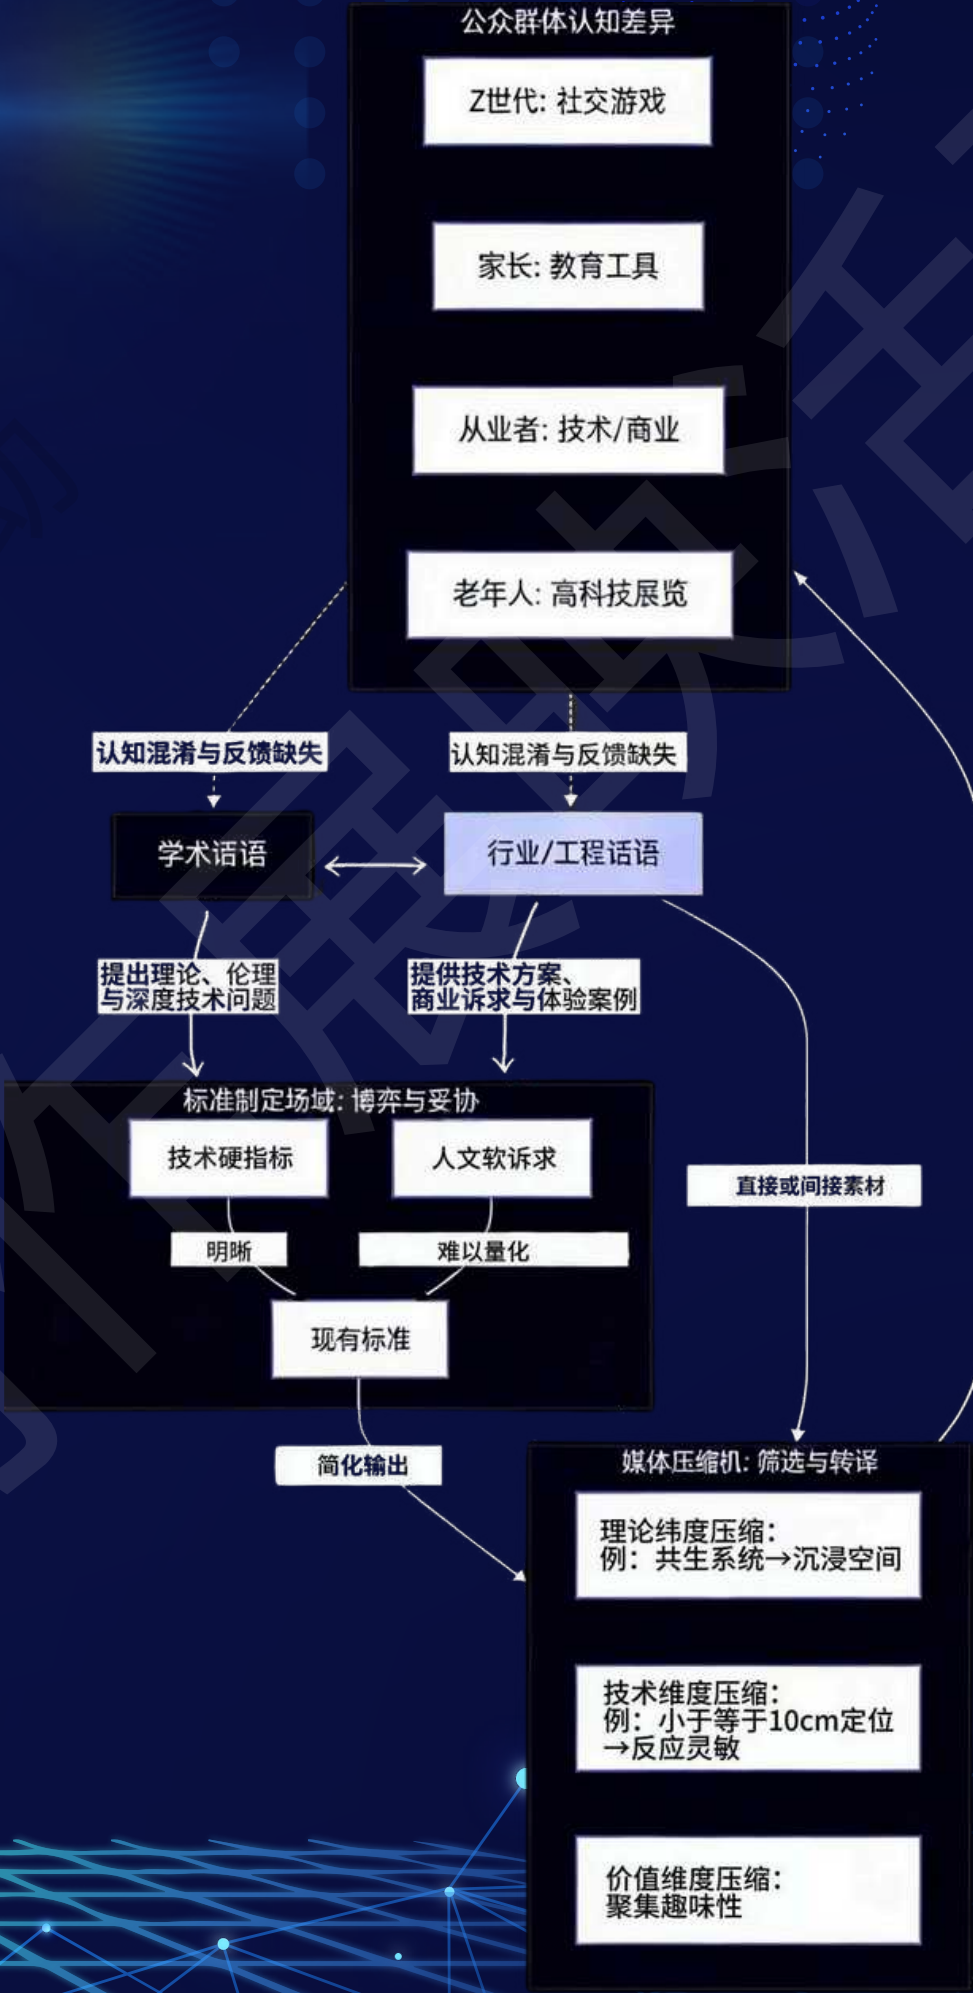 公众群体认知差异
Z世代: 社交游戏
家长: 教育工具
从业者: 技术/商业
老年人: 高科技展览
认知混淆与反馈缺失
认知混淆与反馈缺失
学术话语
行业/工程话语
提出理论、伦理
与深度技术问题
提供技术方案、
商业诉求与体验案例
标准制定场域: 博弈与妥协
技术硬指标
人文软诉求
直接或间接素材
明晰
难以量化
现有标准
简化输出
媒体压缩机: 筛选与转译
理论纬度压缩：
例：共生系统→沉浸空间
技术维度压缩：
例：小于等于10cm定位
→反应灵敏
价值维度压缩：
聚集趣味性